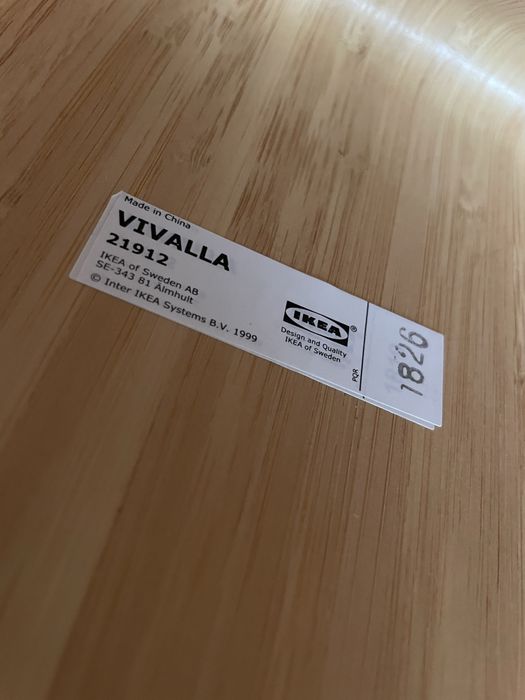 Made in China
VIVALLA
21912
IKEA of Sweden AB
SE-343 81 Älmhult
© Inter IKEA Systems B.V. 1999
IKEA®
Design and Quality
IKEA of Sweden
PQR
1826